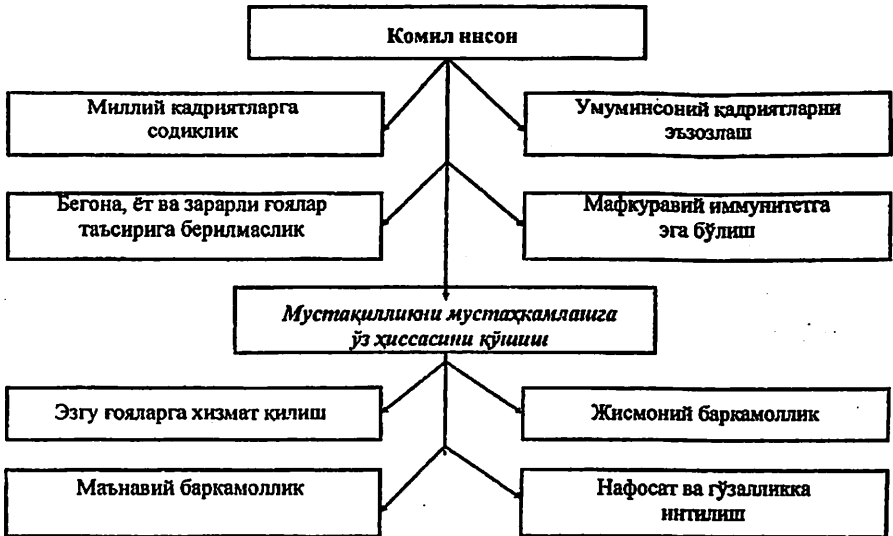 Комил инсон
Миллий қадриятларга
содиқлик
Умуминсоний қадриятларни
эъзозлаш
Бегона, ёт ва зарарли ғоялар
таъсирига берилмаслик
Мафкуравий иммунитетга
эга бўлиш
Мустақилликни мустаҳкамлашга
ўз ҳиссасини қўшиш
Эзгу ғояларга хизмат қилиш
Жисмоний баркамоллик
Маънавий баркамоллик
Нафосат ва гўзалликка
интилиш